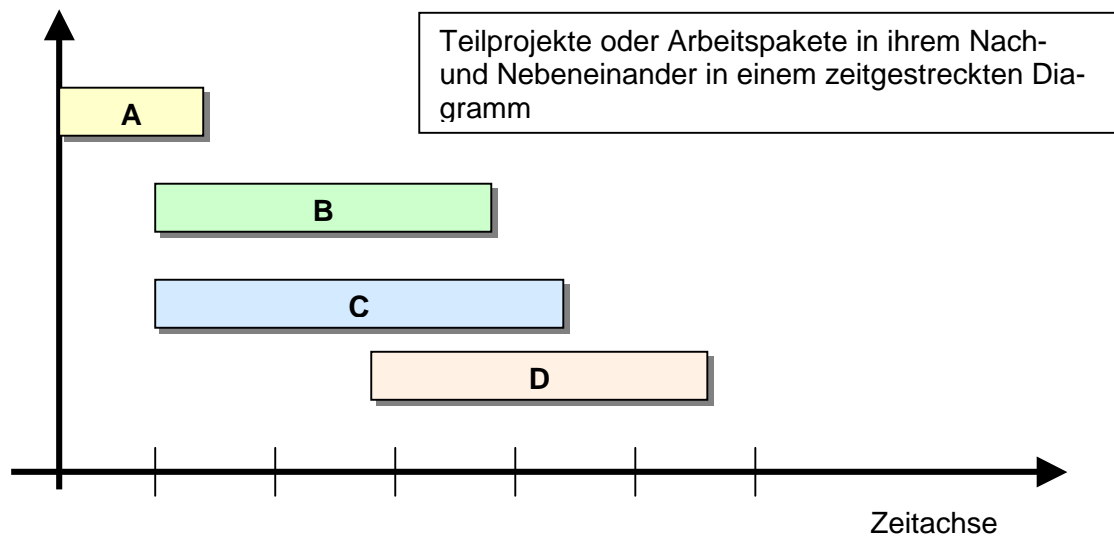 Teilprojekte oder Arbeitspakete in ihrem Nach-
und Nebeneinander in einem zeitgestreckten Dia-
gramm
A
B
C
D
Zeitachse